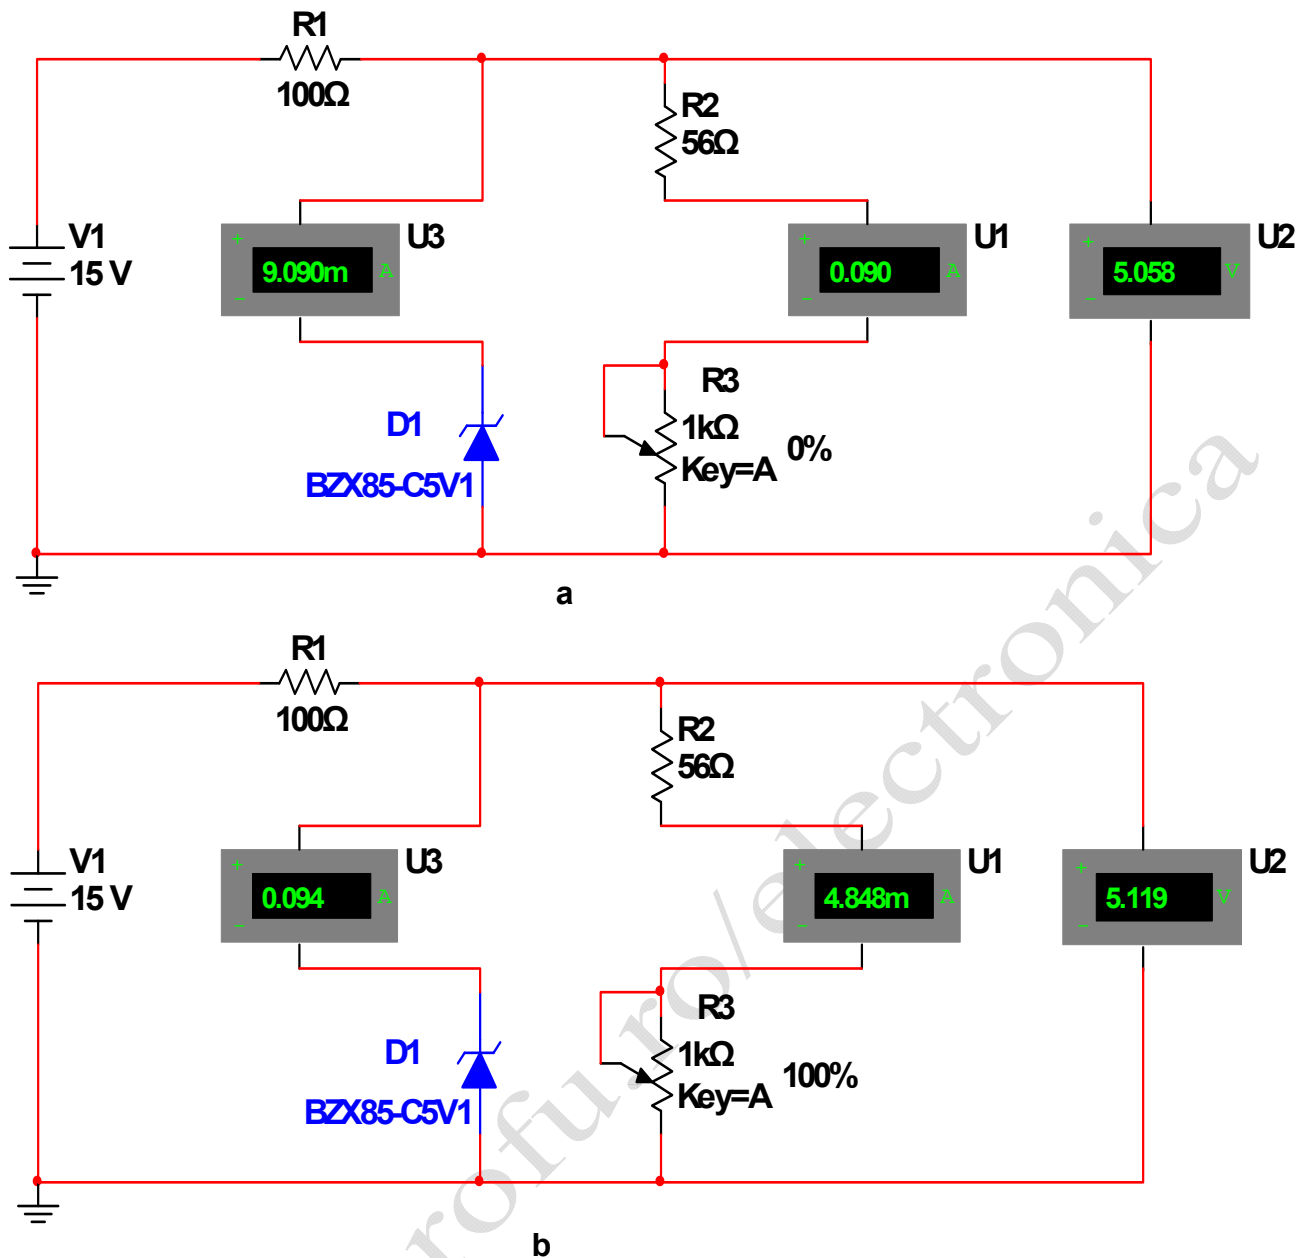 R1
100Ω
R2
56Ω
V1
15 V
+
9.090m A
−
U3
+
0.090 A
−
U1
+
5.058 V
−
U2
D1
BZX85-C5V1
R3
1kΩ
Key=A
0%
a
R1
100Ω
R2
56Ω
V1
15 V
+
0.094 A
−
U3
+
4.848m A
−
U1
+
5.119 V
−
U2
D1
BZX85-C5V1
R3
1kΩ
Key=A
100%
b
rofu.ro/electronica